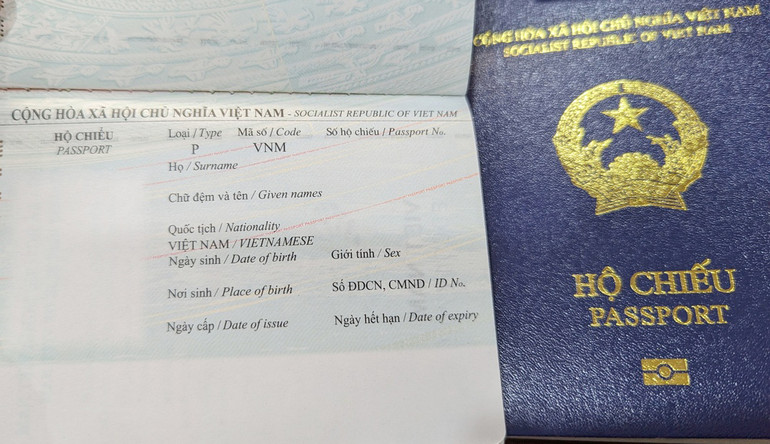 CỘNG HÒA XÃ HỘI CHỦ NGHĨA VIỆT NAM - SOCIALIST REPUBLIC OF VIET NAM
HỘ CHIẾU
PASSPORT
Loại / Type Mã số / Code Số hộ chiếu / Passport No.
P VNM
Họ / Surname
Chữ đệm và tên / Given names
Quốc tịch / Nationality
VIỆT NAM / VIETNAMESE
Ngày sinh / Date of birth Giới tính / Sex
Nơi sinh / Place of birth Số ĐDCN, CMND / ID No.
Ngày cấp / Date of issue Ngày hết hạn / Date of expiry
CỘNG HÒA XÃ HỘI CHỦ NGHĨA VIỆT NAM
SOCIALIST REPUBLIC OF VIET NAM
HỘ CHIẾU
PASSPORT